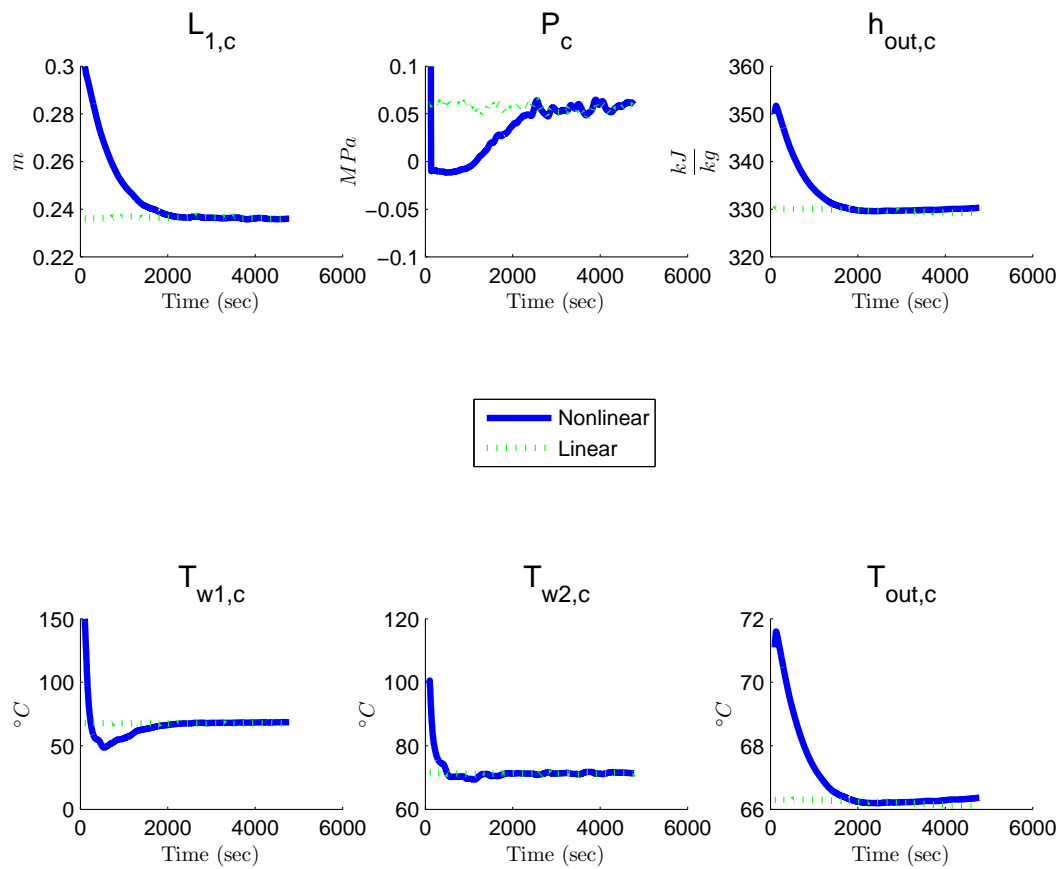 L1,c
0.3
0.28
0.26
0.24
0.22
m
0 2000 4000 6000
Time (sec)
Pc
0.1
0.05
0
−0.05
−0.1
MPa
0 2000 4000 6000
Time (sec)
hout,c
360
350
340
330
320
kJ
kg
0 2000 4000 6000
Time (sec)
Nonlinear
Linear
Tw1,c
150
100
50
0
°C
0 2000 4000 6000
Time (sec)
Tw2,c
120
100
80
60
°C
0 2000 4000 6000
Time (sec)
Tout,c
72
70
68
66
°C
0 2000 4000 6000
Time (sec)